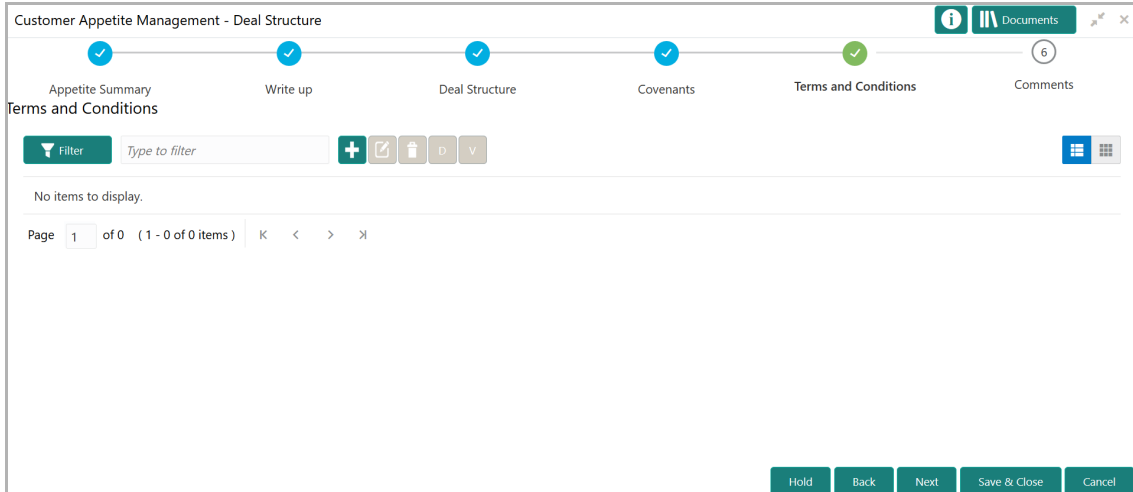 Customer Appetite Management - Deal Structure
i Documents
6
Appetite Summary Write up Deal Structure Covenants Terms and Conditions Comments
Terms and Conditions
Filter Type to filter D V
No items to display.
Page 1 of 0 ( 1 - 0 of 0 items )
Hold Back Next Save & Close Cancel